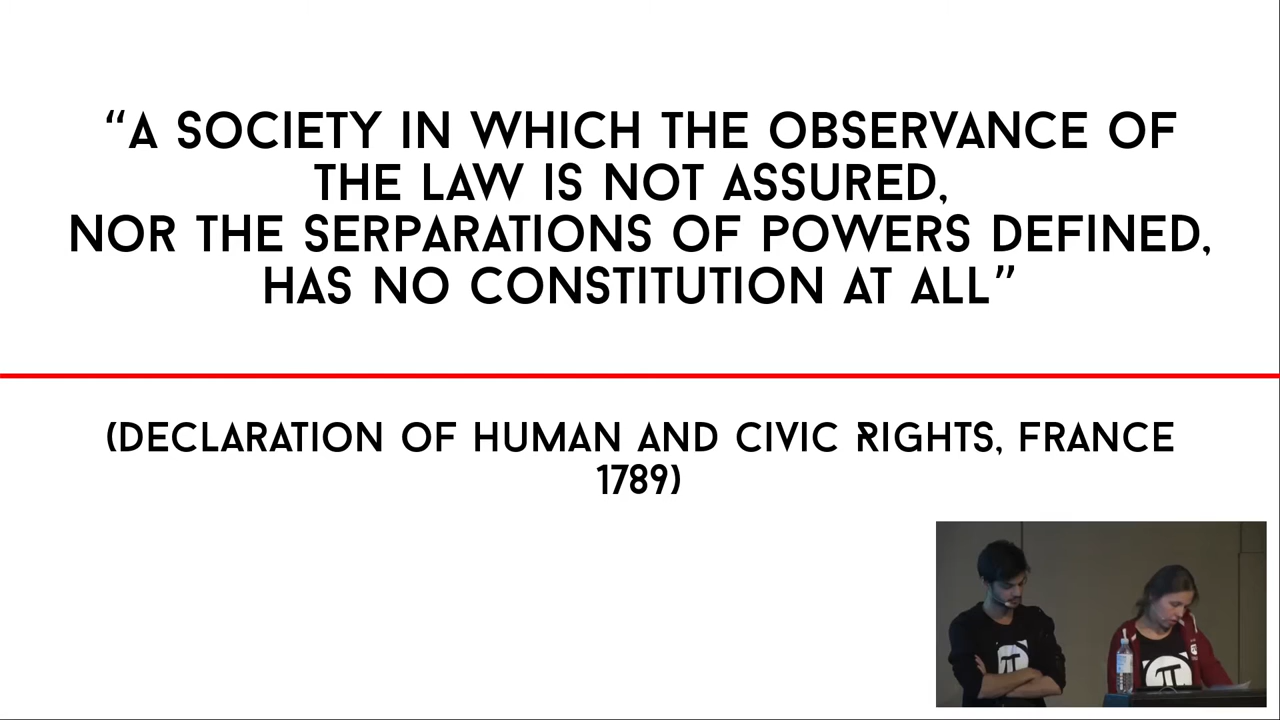 “A SOCIETY IN WHICH THE OBSERVANCE OF
THE LAW IS NOT ASSURED,
NOR THE SERPARATIONS OF POWERS DEFINED,
HAS NO CONSTITUTION AT ALL”
(DECLARATION OF HUMAN AND CIVIC RIGHTS, FRANCE
1789)
π
π